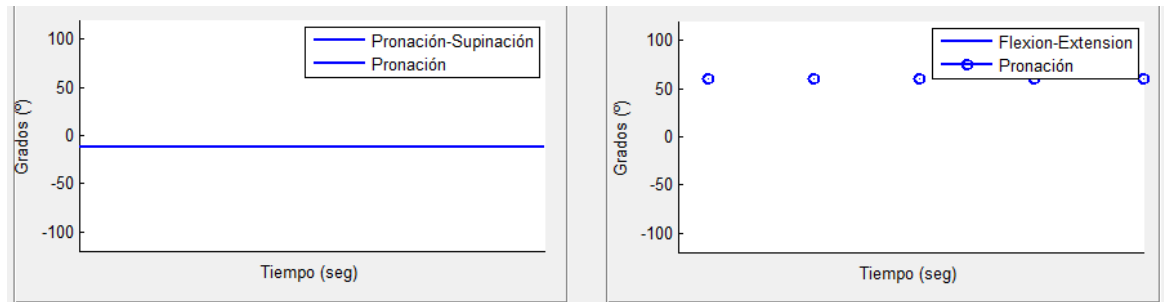 100
50
0
-50
-100
Grados (º)
Pronación-Supinación
Pronación
Tiempo (seg)
100
50
0
-50
-100
Grados (º)
Flexion-Extension
Pronación
Tiempo (seg)